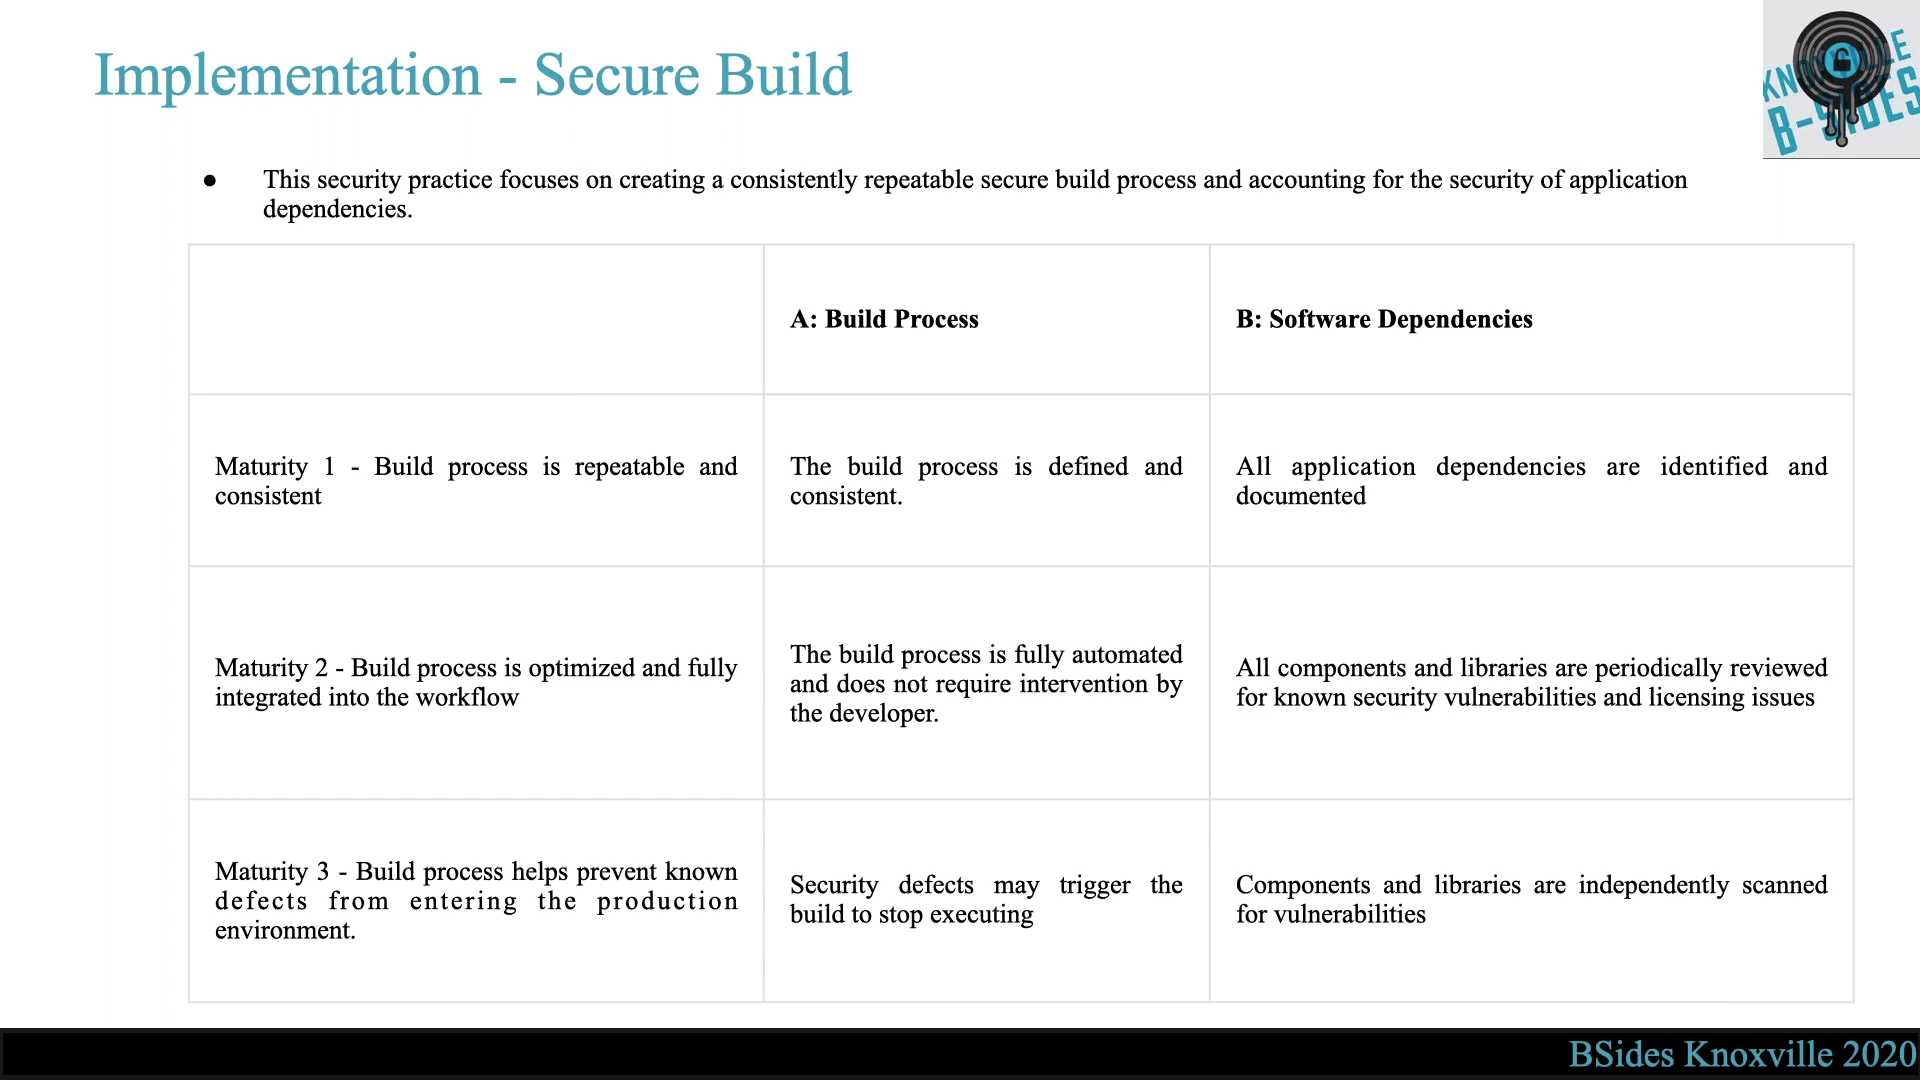 Implementation - Secure Build
● This security practice focuses on creating a consistently repeatable secure build process and accounting for the security of application
dependencies.
A: Build Process
B: Software Dependencies
Maturity 1 - Build process is repeatable and
consistent
The build process is defined and
consistent.
All application dependencies are identified and
documented
Maturity 2 - Build process is optimized and fully
integrated into the workflow
The build process is fully automated
and does not require intervention by
the developer.
All components and libraries are periodically reviewed
for known security vulnerabilities and licensing issues
Maturity 3 - Build process helps prevent known
defects from entering the production
environment.
Security defects may trigger the
build to stop executing
Components and libraries are independently scanned
for vulnerabilities
BSides Knoxville 2020